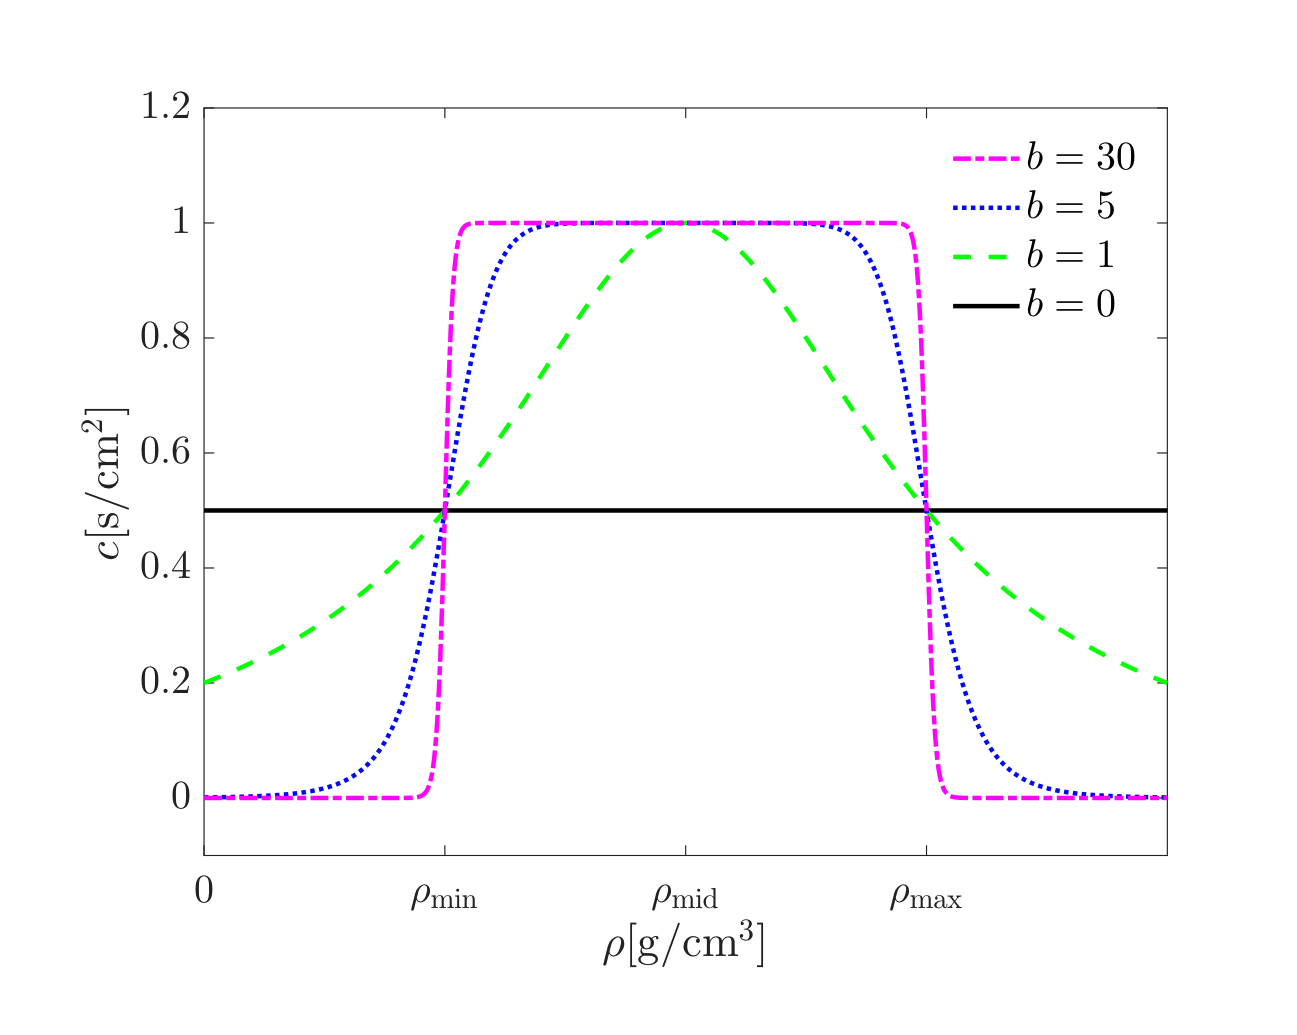 1.2
1
0.8
0.6
0.4
0.2
0
c[s/cm²]
b = 30
b = 5
b = 1
b = 0
0 ρmin ρmid ρmax
ρ[g/cm³]